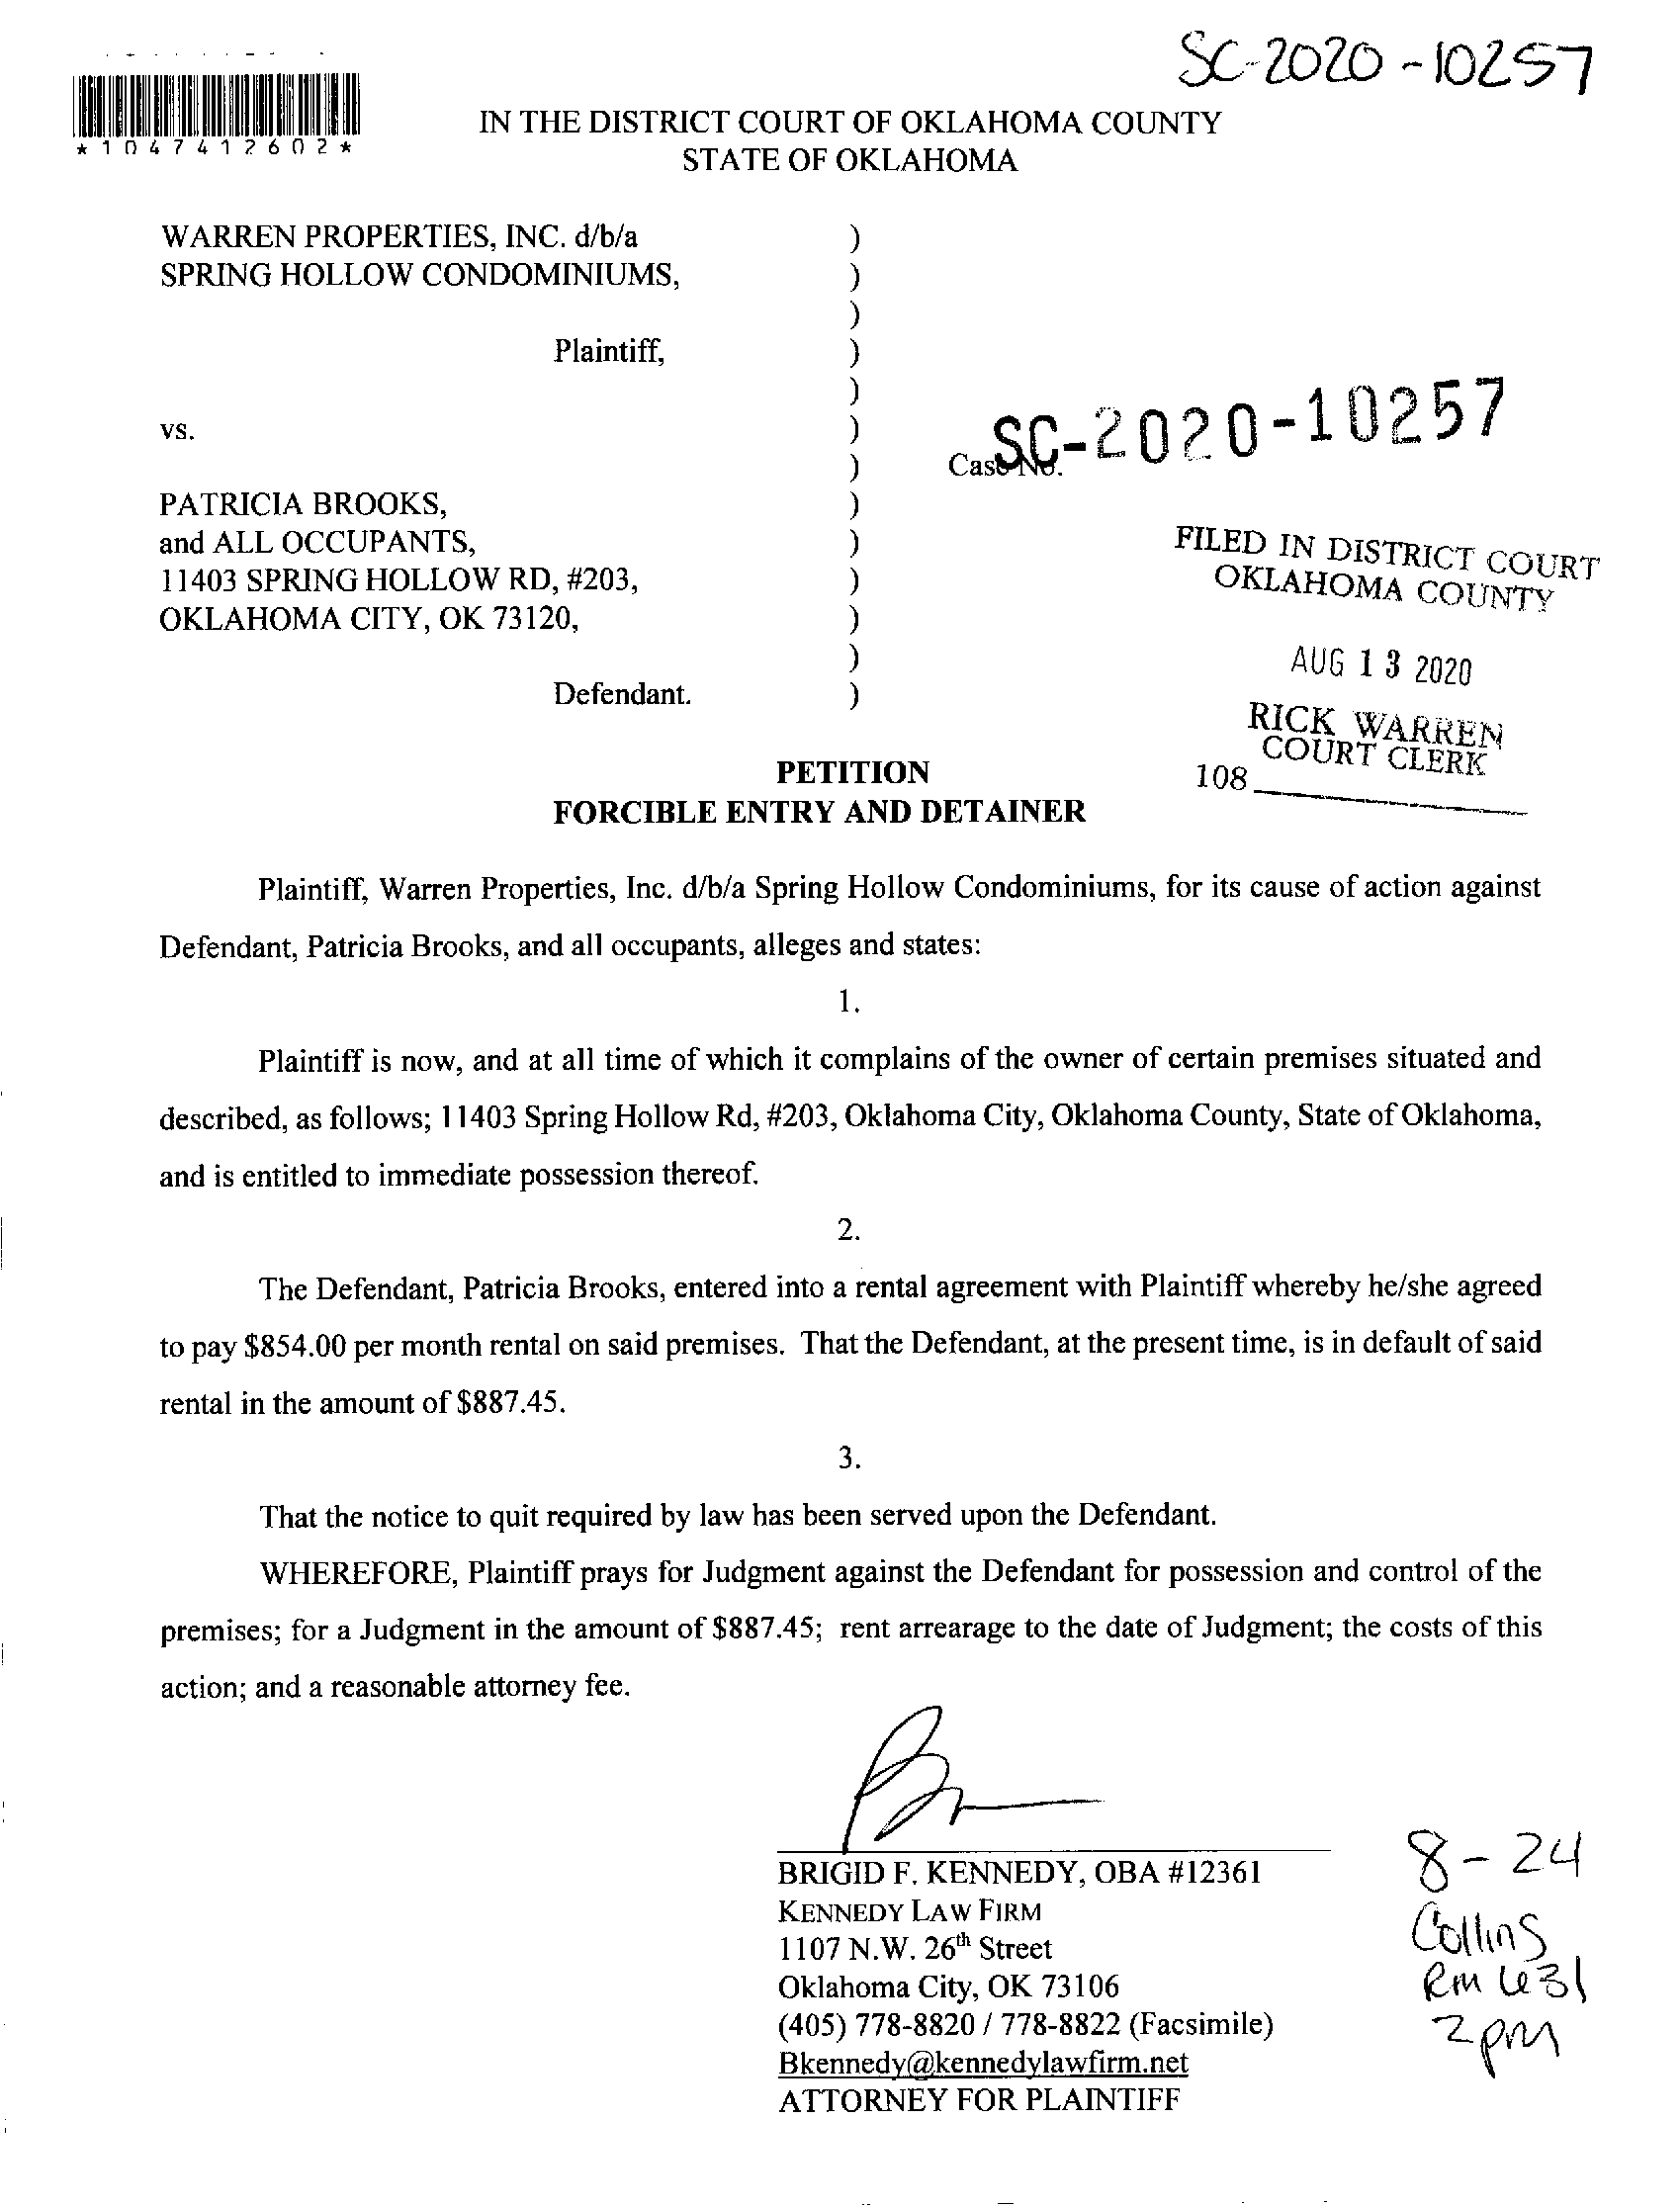 SC-2020-10257
*1047412602*
IN THE DISTRICT COURT OF OKLAHOMA COUNTY
STATE OF OKLAHOMA
WARREN PROPERTIES, INC. d/b/a )
SPRING HOLLOW CONDOMINIUMS, )
)
Plaintiff, )
)
vs. )
) Case No. SC-2020-10257
PATRICIA BROOKS, )
and ALL OCCUPANTS, )
11403 SPRING HOLLOW RD, #203, )
OKLAHOMA CITY, OK 73120, )
)
Defendant. )
FILED IN DISTRICT COURT
OKLAHOMA COUNTY
AUG 13 2020
RICK WARREN
COURT CLERK
108
PETITION
FORCIBLE ENTRY AND DETAINER
Plaintiff, Warren Properties, Inc. d/b/a Spring Hollow Condominiums, for its cause of action against
Defendant, Patricia Brooks, and all occupants, alleges and states:
1.
Plaintiff is now, and at all time of which it complains of the owner of certain premises situated and
described, as follows; 11403 Spring Hollow Rd, #203, Oklahoma City, Oklahoma County, State of Oklahoma,
and is entitled to immediate possession thereof.
2.
The Defendant, Patricia Brooks, entered into a rental agreement with Plaintiff whereby he/she agreed
to pay $854.00 per month rental on said premises. That the Defendant, at the present time, is in default of said
rental in the amount of $887.45.
3.
That the notice to quit required by law has been served upon the Defendant.
WHEREFORE, Plaintiff prays for Judgment against the Defendant for possession and control of the
premises; for a Judgment in the amount of $887.45; rent arrearage to the date of Judgment; the costs of this
action; and a reasonable attorney fee.
BRIGID F. KENNEDY, OBA #12361
KENNEDY LAW FIRM
1107 N.W. 26th Street
Oklahoma City, OK 73106
(405) 778-8820 / 778-8822 (Facsimile)
Bkennedy@kennedylawfirm.net
ATTORNEY FOR PLAINTIFF
8-24
Collins
Rm 631
2pm